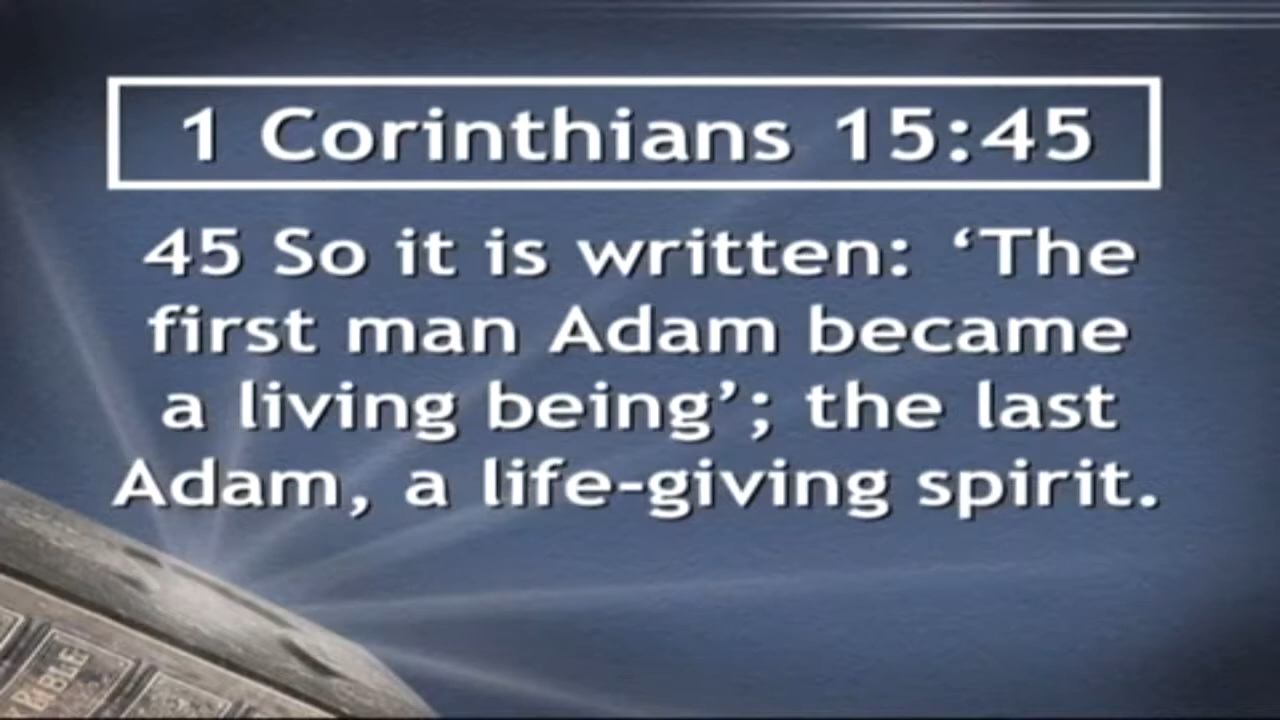 1 Corinthians 15:45
45 So it is written: ‘The
first man Adam became
a living being’; the last
Adam, a life-giving spirit.
BIBLE